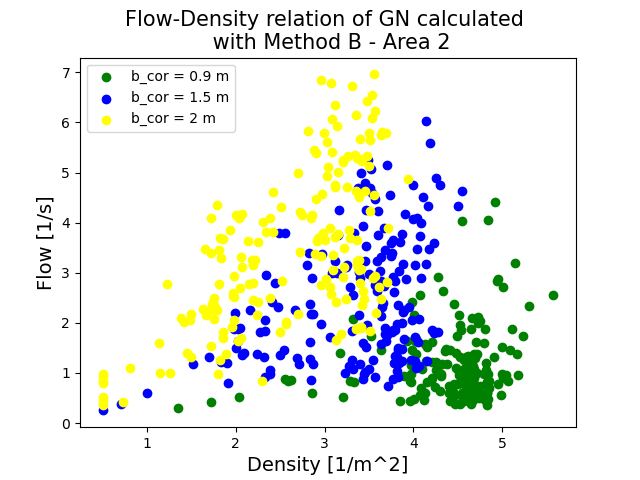 Flow-Density relation of GN calculated
with Method B - Area 2
b_cor = 0.9 m
b_cor = 1.5 m
b_cor = 2 m
Flow [1/s]
7
6
5
4
3
2
1
0
1 2 3 4 5
Density [1/m^2]